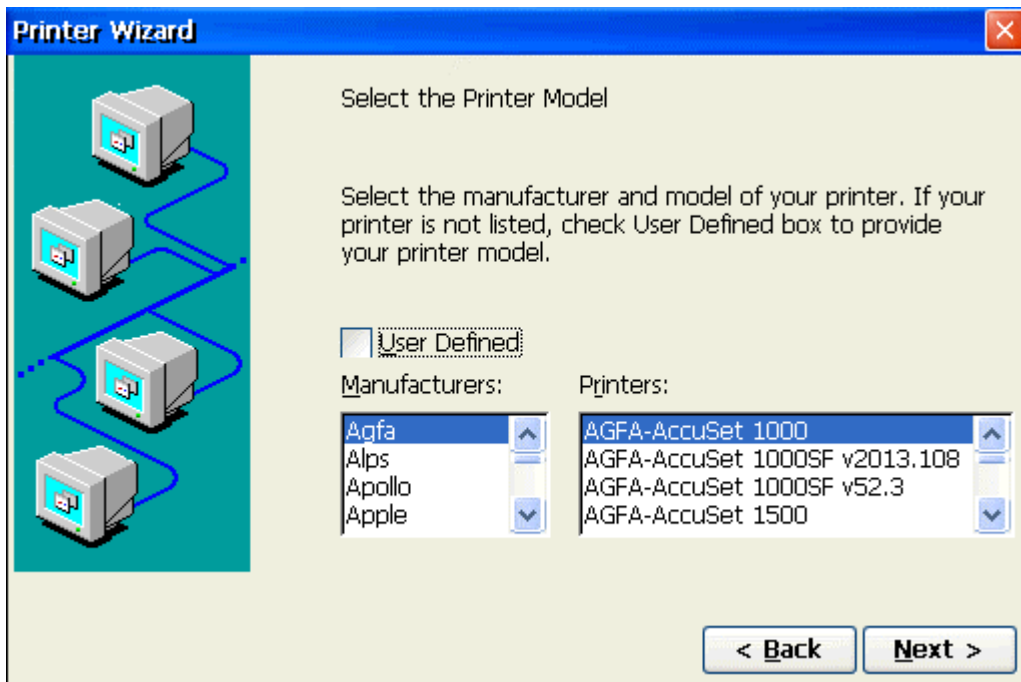 Printer Wizard
Select the Printer Model
Select the manufacturer and model of your printer. If your
printer is not listed, check User Defined box to provide
your printer model.
User Defined
Manufacturers:
Agfa
Alps
Apollo
Apple
Printers:
AGFA-AccuSet 1000
AGFA-AccuSet 1000SF v2013.108
AGFA-AccuSet 1000SF v52.3
AGFA-AccuSet 1500
< Back
Next >